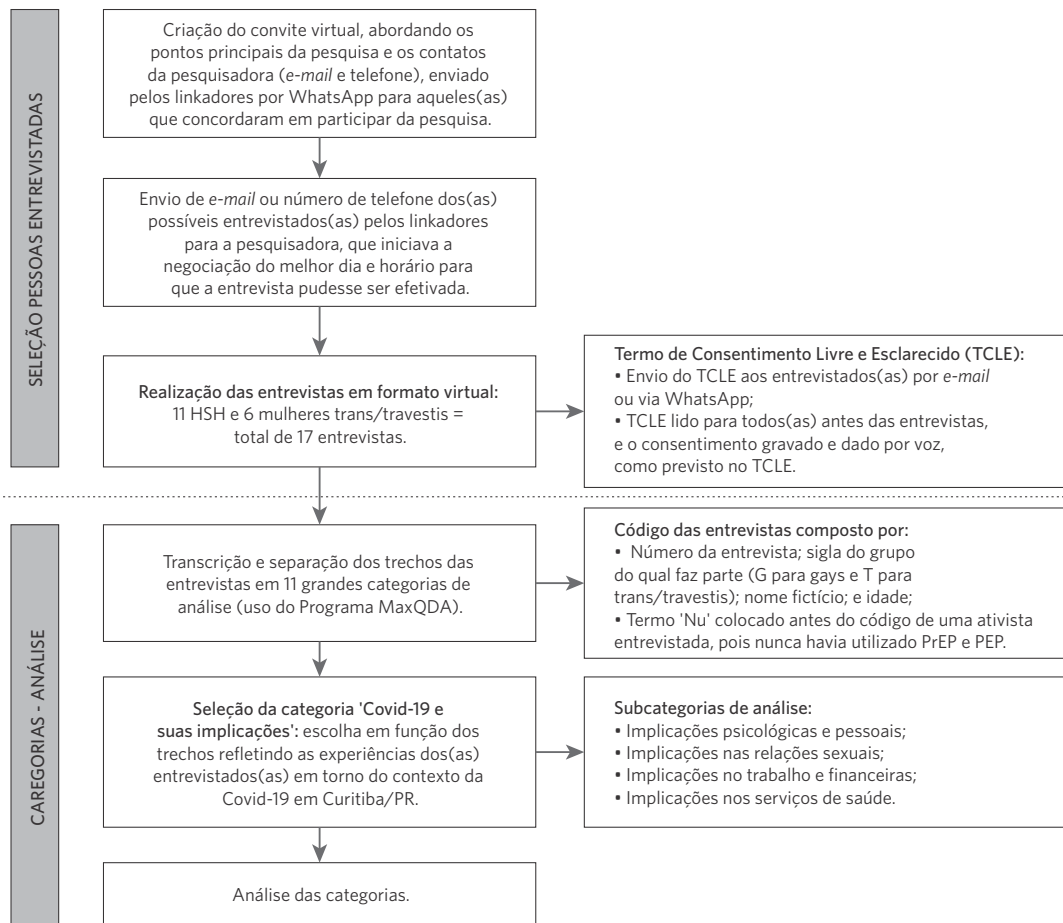 SELEÇÃO PESSOAS ENTREVISTADAS
Criação do convite virtual, abordando os
pontos principais da pesquisa e os contatos
da pesquisadora (e-mail e telefone), enviado
pelos linkadores por WhatsApp para aqueles(as)
que concordaram em participar da pesquisa.
Envio de e-mail ou número de telefone dos(as)
possíveis entrevistados(as) pelos linkadores
para a pesquisadora, que iniciava a
negociação do melhor dia e horário para
que a entrevista pudesse ser efetivada.
Realização das entrevistas em formato virtual:
11 HSH e 6 mulheres trans/travestis =
total de 17 entrevistas.
Termo de Consentimento Livre e Esclarecido (TCLE):
• Envio do TCLE aos entrevistados(as) por e-mail
ou via WhatsApp;
• TCLE lido para todos(as) antes das entrevistas,
e o consentimento gravado e dado por voz,
como previsto no TCLE.
CAREGORIAS - ANÁLISE
Transcrição e separação dos trechos das
entrevistas em 11 grandes categorias de
análise (uso do Programa MaxQDA).
Código das entrevistas composto por:
• Número da entrevista; sigla do grupo
do qual faz parte (G para gays e T para
trans/travestis); nome fictício; e idade;
• Termo 'Nu' colocado antes do código de uma ativista
entrevistada, pois nunca havia utilizado PrEP e PEP.
Seleção da categoria 'Covid-19 e
suas implicações': escolha em função dos
trechos refletindo as experiências dos(as)
entrevistados(as) em torno do contexto da
Covid-19 em Curitiba/PR.
Subcategorias de análise:
• Implicações psicológicas e pessoais;
• Implicações nas relações sexuais;
• Implicações no trabalho e financeiras;
• Implicações nos serviços de saúde.
Análise das categorias.